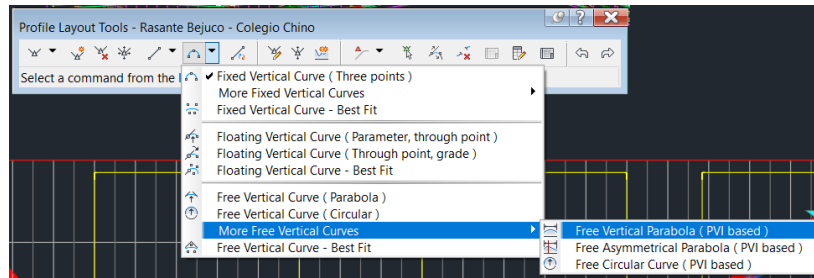 Profile Layout Tools - Rasante Bejuco - Colegio Chino
Select a command from the
Fixed Vertical Curve ( Three points )
More Fixed Vertical Curves
Fixed Vertical Curve - Best Fit
Floating Vertical Curve ( Parameter, through point )
Floating Vertical Curve ( Through point, grade )
Floating Vertical Curve - Best Fit
Free Vertical Curve ( Parabola )
Free Vertical Curve ( Circular )
More Free Vertical Curves
Free Vertical Curve - Best Fit
Free Vertical Parabola ( PVI based )
Free Asymmetrical Parabola ( PVI based )
Free Circular Curve ( PVI based )